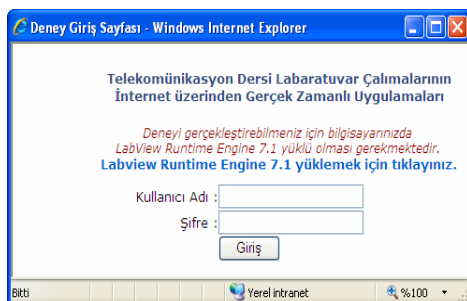 Deney Giriş Sayfası - Windows Internet Explorer
Telekomünikasyon Dersi Labaratuvar Çalımalarının
İnternet üzerinden Gerçek Zamanlı Uygulamaları
Deneyi gerçekleştirebilmeniz için bilgisayarınızda
LabView Runtime Engine 7.1 yüklü olması gerekmektedir.
Labview Runtime Engine 7.1 yüklemek için tıklayınız.
Kullanıcı Adı :
Şifre :
Giriş
Bitti Yerel intranet %100